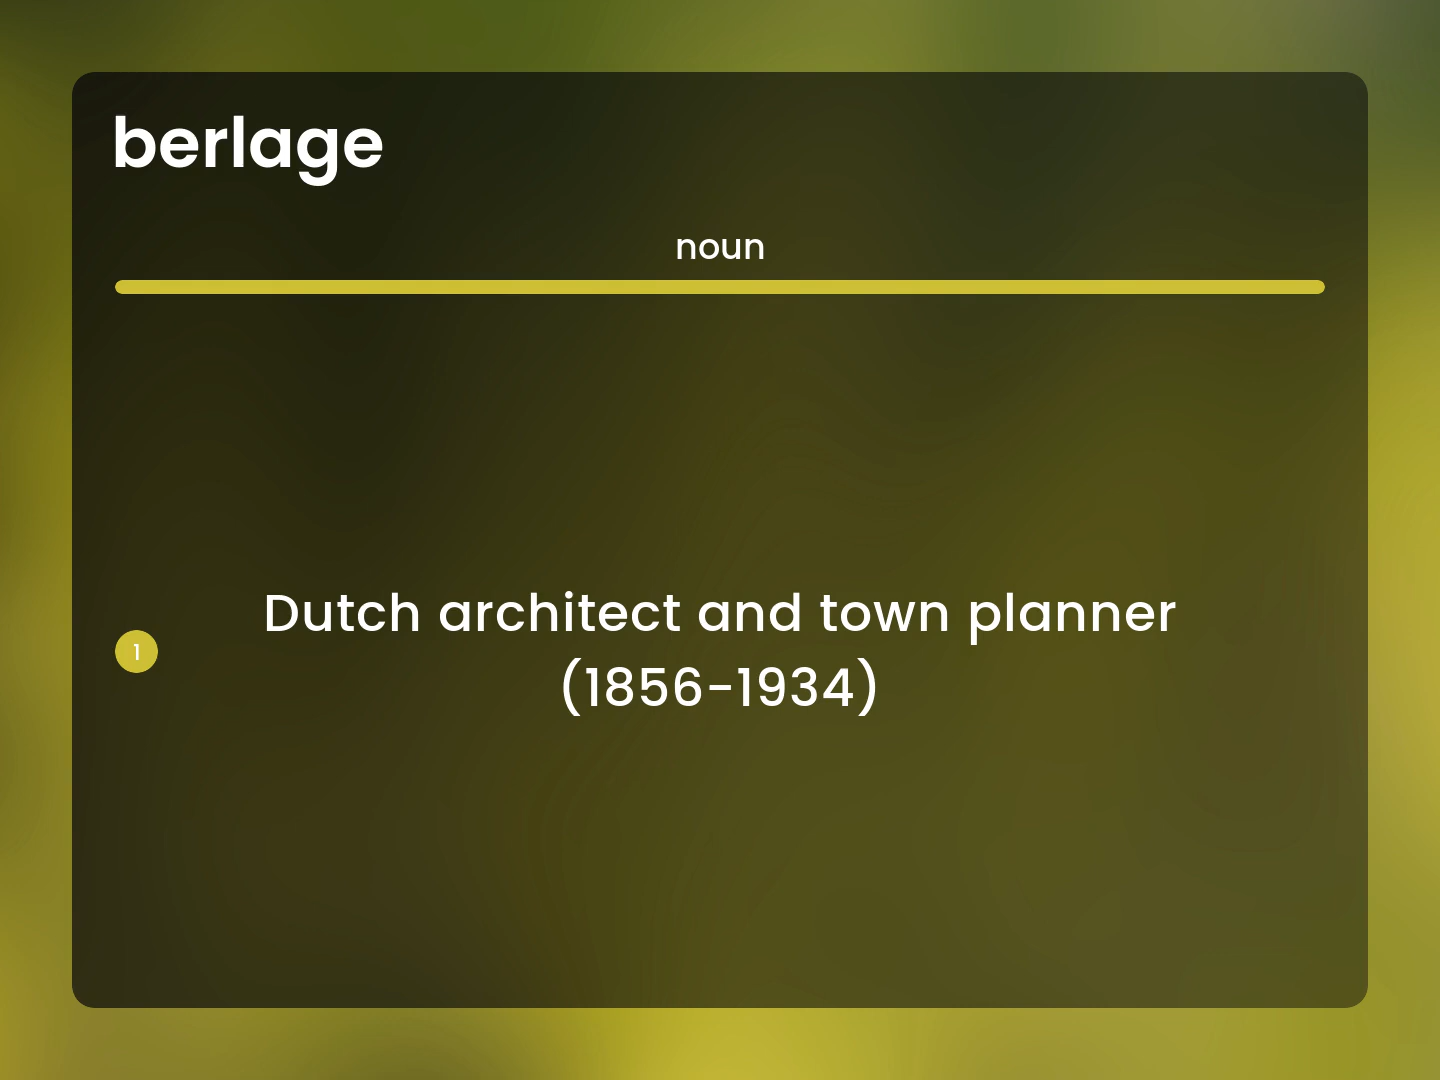 berlage
noun
1
Dutch architect and town planner
(1856-1934)